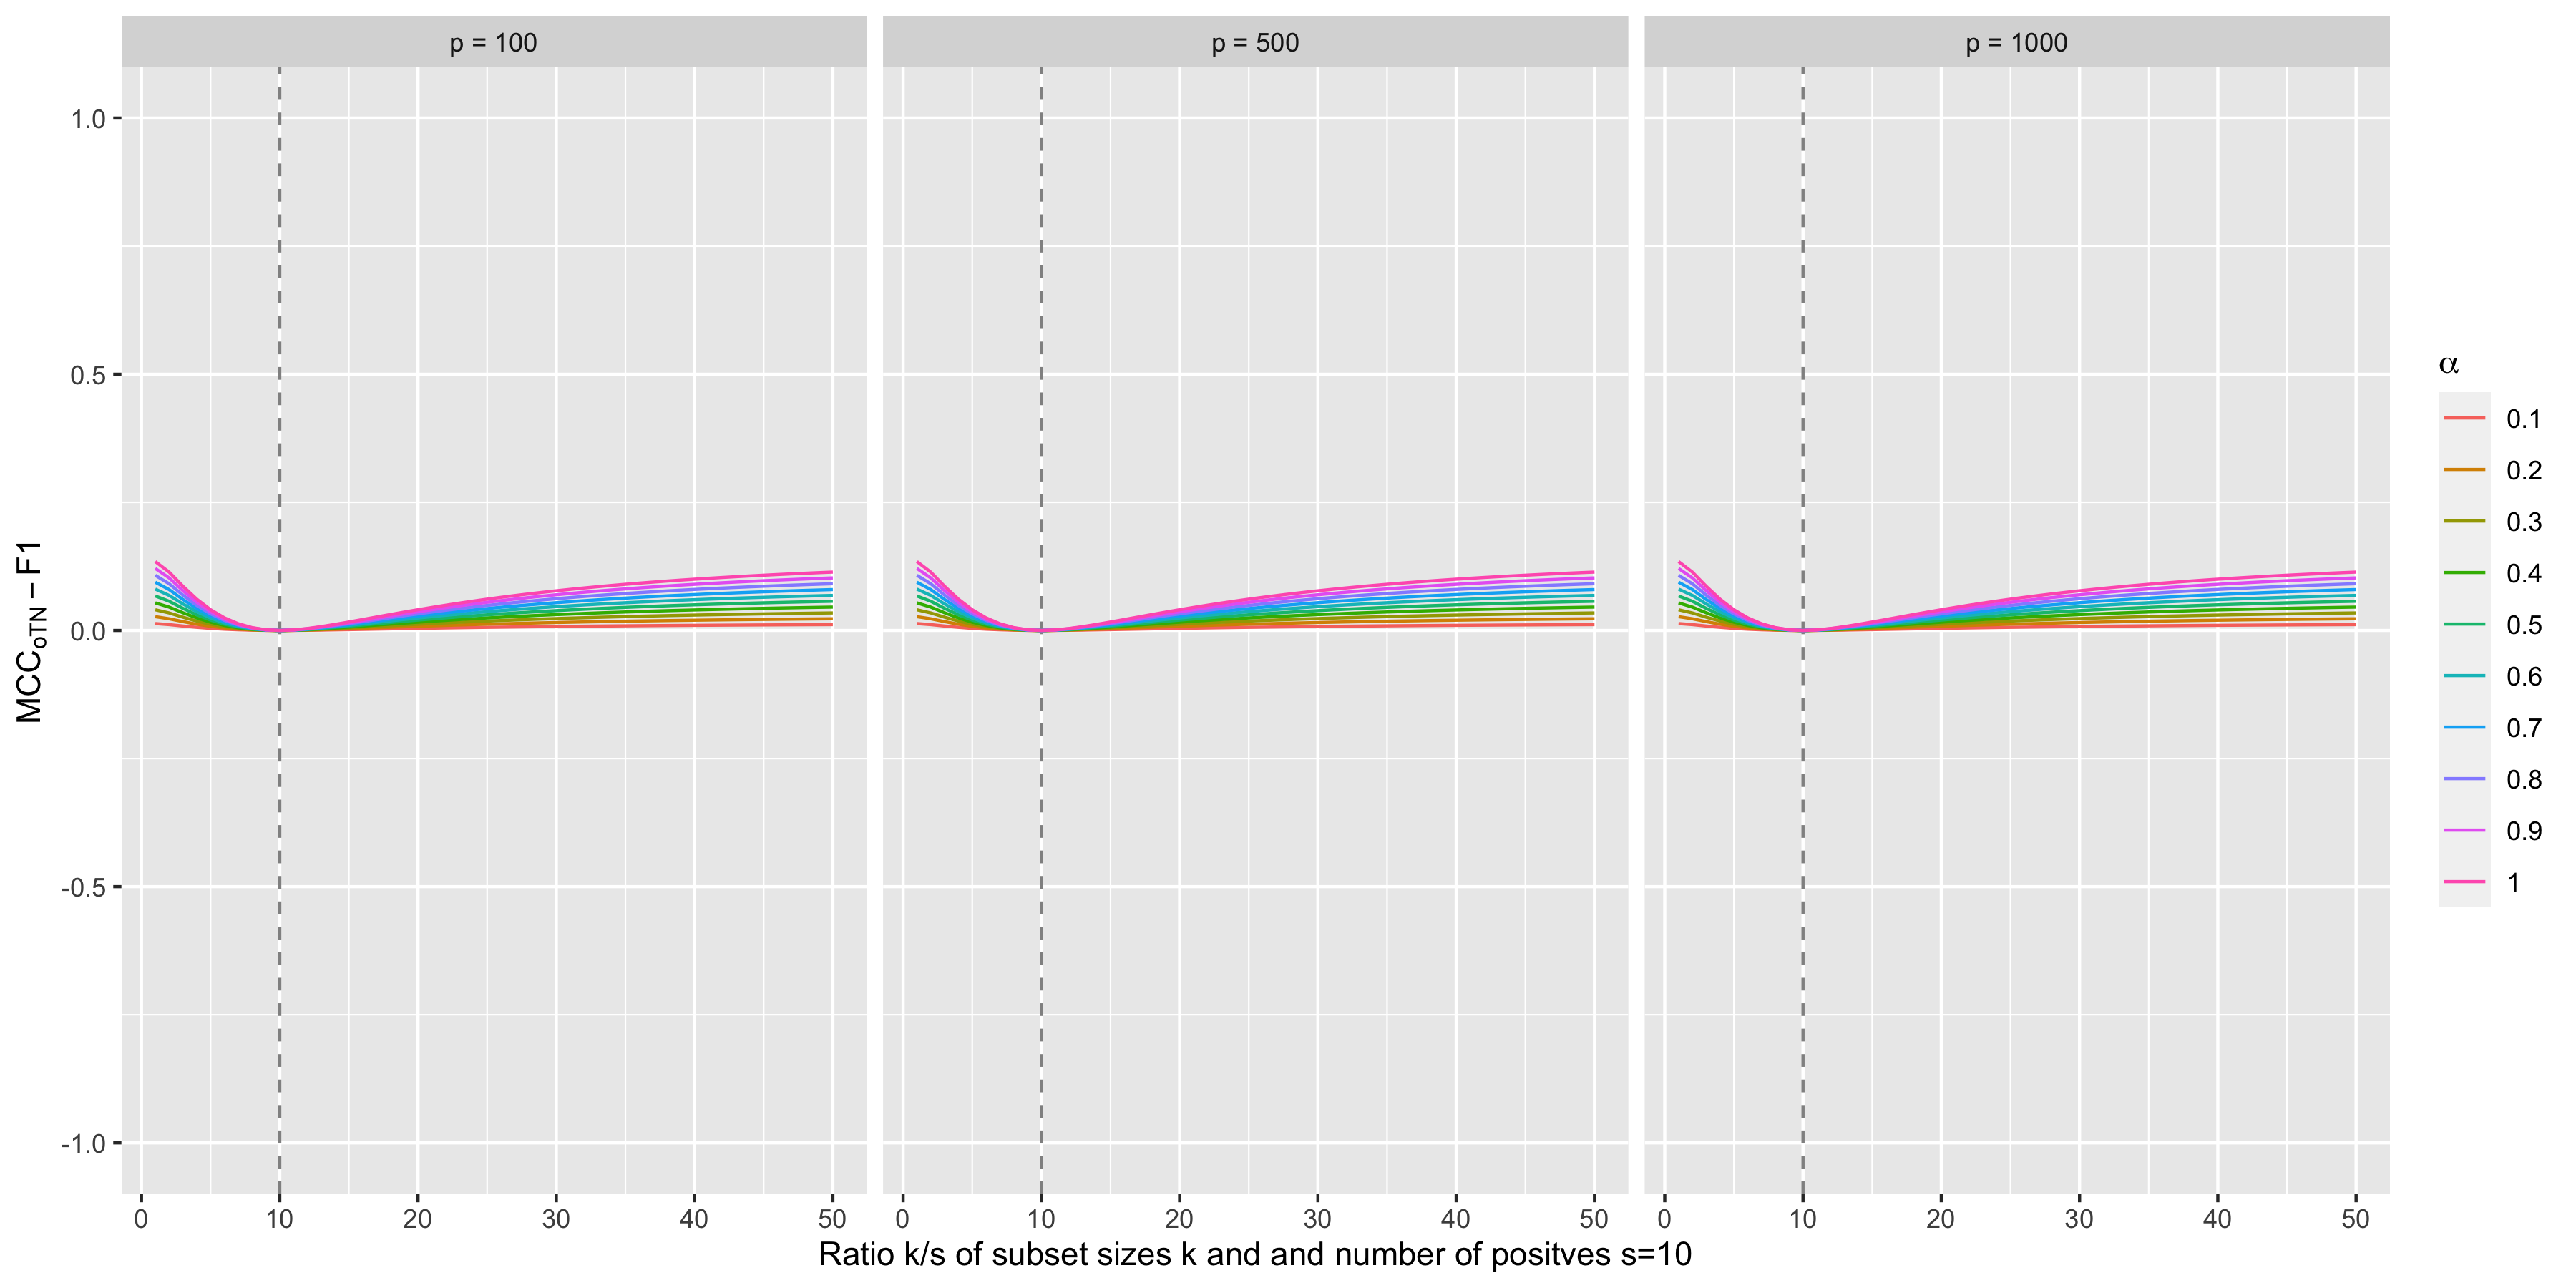 p = 100
p = 500
p = 1000
MCCoTN − F1
1.0
0.5
0.0
-0.5
-1.0
0 10 20 30 40 50
0 10 20 30 40 50
0 10 20 30 40 50
Ratio k/s of subset sizes k and and number of positves s=10
α
0.1
0.2
0.3
0.4
0.5
0.6
0.7
0.8
0.9
1